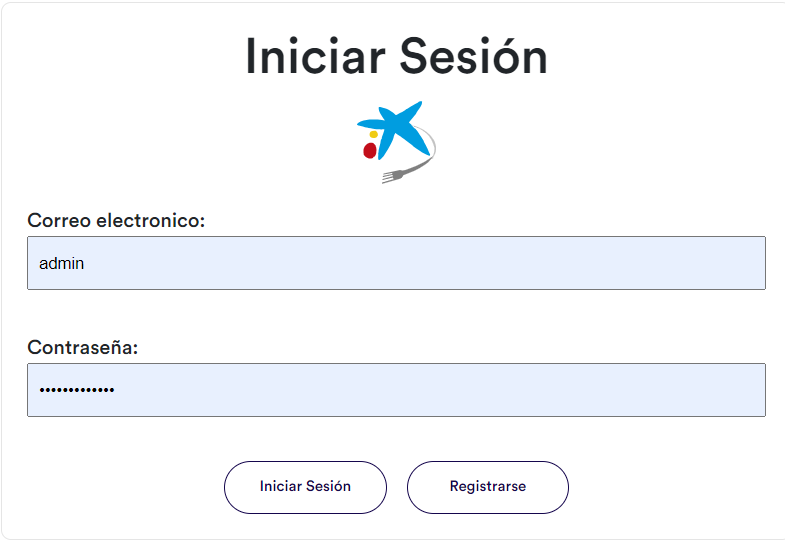 Iniciar Sesión
Correo electronico:
admin
Contraseña:
•••••••••••••
Iniciar Sesión
Registrarse